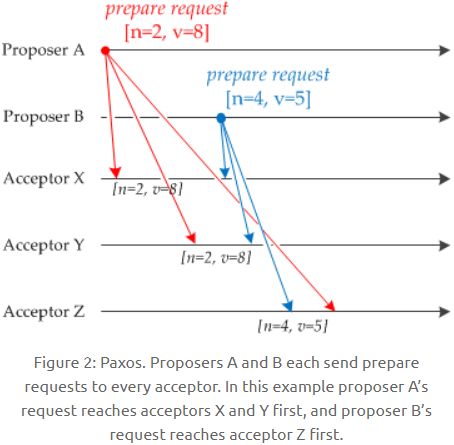 prepare request
[n=2, v=8]
Proposer A
prepare request
[n=4, v=5]
Proposer B
Acceptor X
[n=2, v=8]
Acceptor Y
[n=2, v=8]
Acceptor Z
[n=4, v=5]
Figure 2: Paxos. Proposers A and B each send prepare
requests to every acceptor. In this example proposer A's
request reaches acceptors X and Y first, and proposer B's
request reaches acceptor Z first.